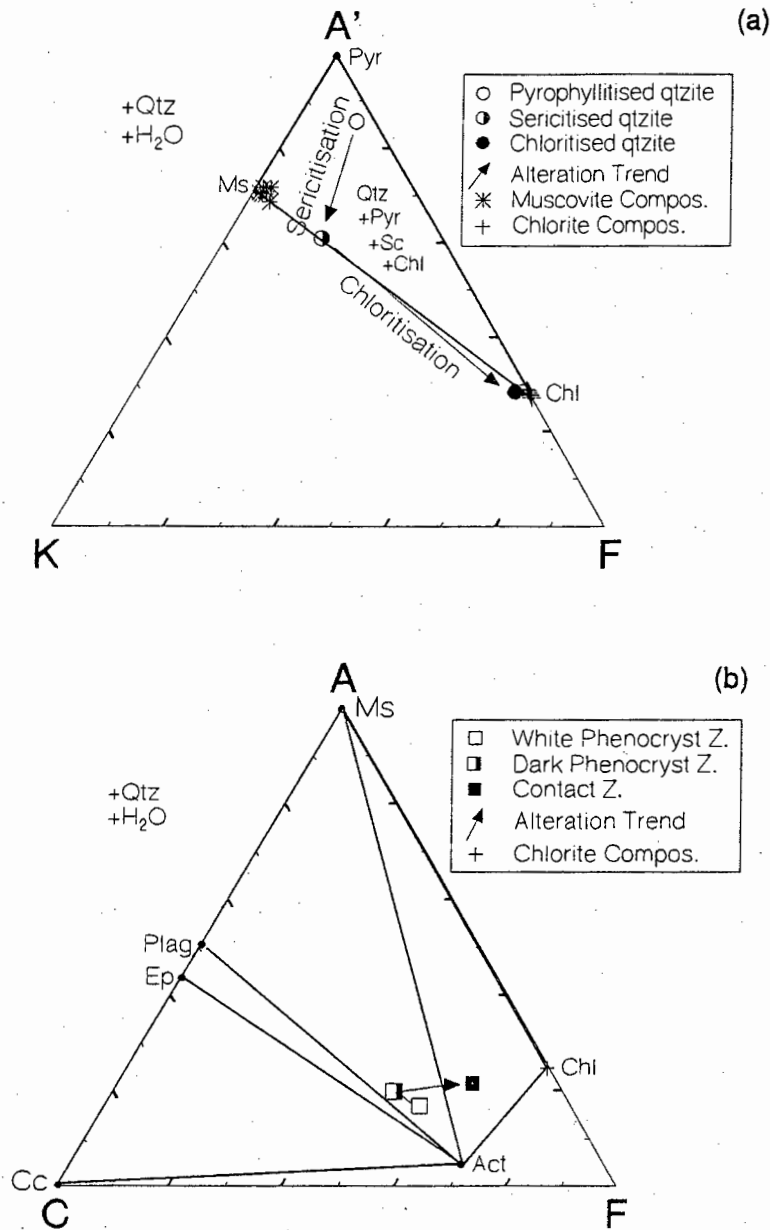 (a)
A'
Pyr
+Qtz
+H₂O
○ Pyrophyllitised qtzite
◑ Sericitised qtzite
● Chloritised qtzite
Alteration Trend
Muscovite Compos.
+ Chlorite Compos.
Sericitisation
Ms
Qtz
+Pyr
+Sc
+Chl
Chloritisation
Chl
K
F
(b)
A
Ms
+Qtz
+H₂O
□ White Phenocryst Z.
◨ Dark Phenocryst Z.
■ Contact Z.
Alteration Trend
+ Chlorite Compos.
Plag
Ep
Chl
Act
Cc
C
F